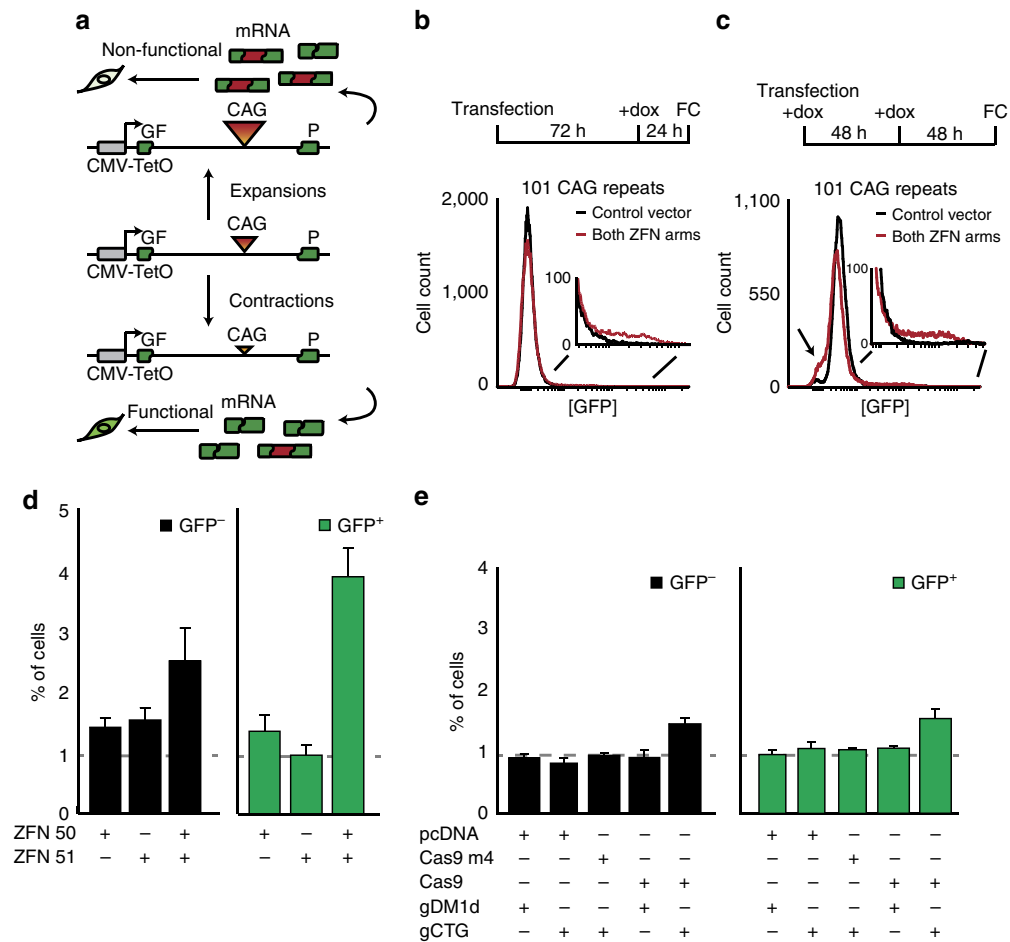 a
Non-functional
mRNA
CAG
GF
P
CMV-TetO
Expansions
CAG
GF
P
CMV-TetO
Contractions
CAG
GF
P
CMV-TetO
Functional
mRNA
b
Transfection
+dox
FC
72 h
24 h
2,000
101 CAG repeats
Control vector
Both ZFN arms
100
0
1,000
0
Cell count
[GFP]
c
Transfection
+dox
+dox
FC
48 h
48 h
1,100
101 CAG repeats
Control vector
Both ZFN arms
100
0
550
0
Cell count
[GFP]
d
5
4
3
2
1
0
% of cells
GFP⁻
GFP⁺
ZFN 50 + – + + – +
ZFN 51 – + + – + +
e
4
3
2
1
0
% of cells
GFP⁻
GFP⁺
pcDNA + + – – – + + – – –
Cas9 m4 – – + – – – – + – –
Cas9 – – – + + – – – + +
gDM1d + – – + – + – – + –
gCTG – + + – + – + + – +